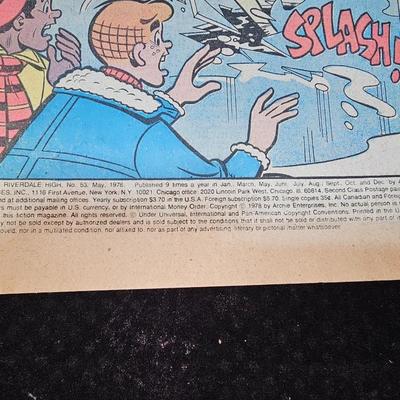 SPLASH!
RIVERDALE HIGH, No. 53, May, 1978. Published 9 times a year in Jan., March, May, June, July, Aug., Sept., Oct. and Dec. by A
ES, INC., 1116 First Avenue, New York, N.Y. 10021. Chicago office: 2020 Lincoln Park West, Chicago, Ill. 60614. Second Class Postage pai
nd at additional mailing offices. Yearly subscription $3.70 in the U.S.A. Foreign subscription $5.70. Single copies 35¢. All Canadian and Foreig
rs must be payable in U.S. currency, or by International Money Order. Copyright © 1978 by Archie Enterprises, Inc. No actual person is
this fiction magazine. All rights reserved. © Under Universal, International and Pan American Copyright Conventions. Printed in the U.
y not be sold except by authorized dealers and is sold subject to the conditions that it shall not be sold or distributed with any part of i
oved, nor in a mutilated condition, nor affixed to, nor as part of any advertising, literary or pictorial matter whatsoever.